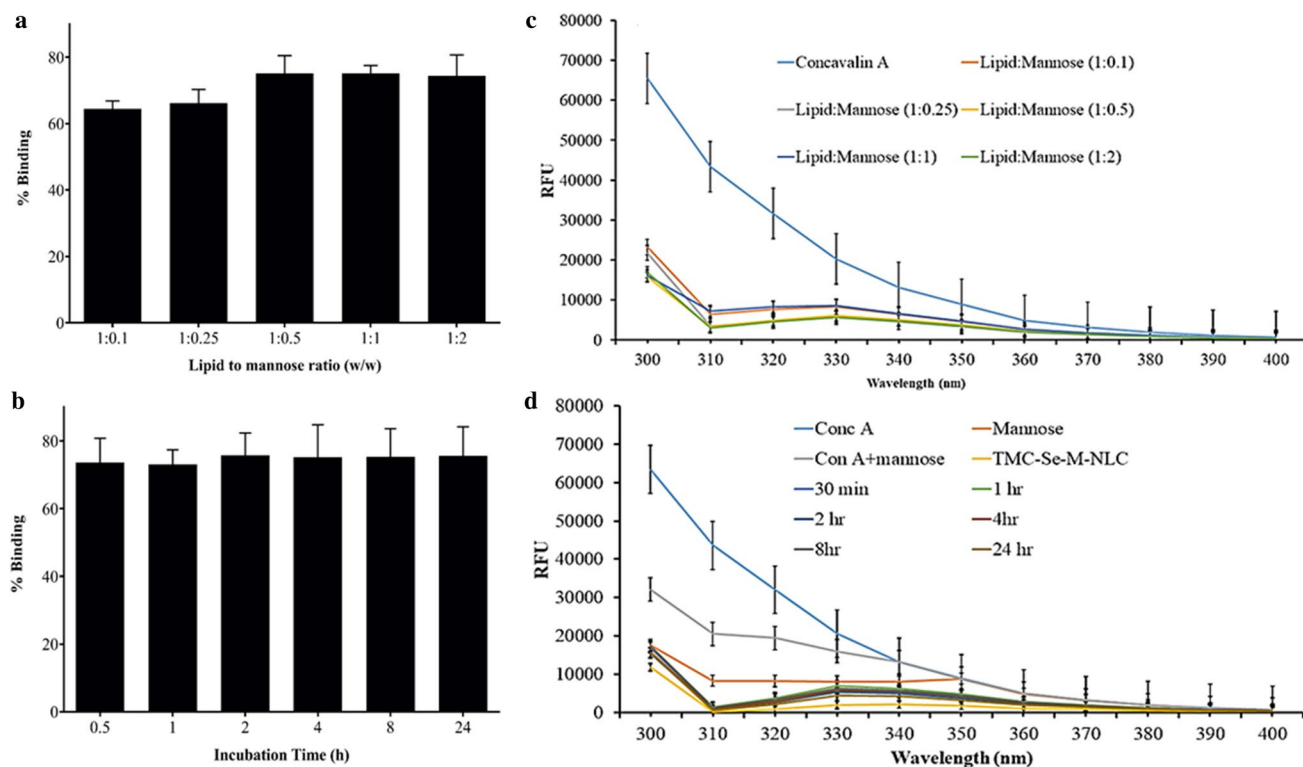 a
80
60
40
20
0
% Binding
1:0.1 1:0.25 1:0.5 1:1 1:2
Lipid to mannose ratio (w/w)
b
80
60
40
20
0
% Binding
0.5 1 2 4 8 24
Incubation Time (h)
c
80000
70000
60000
50000
40000
30000
20000
10000
0
RFU
Concavalin A Lipid:Mannose (1:0.1)
Lipid:Mannose (1:0.25) Lipid:Mannose (1:0.5)
Lipid:Mannose (1:1) Lipid:Mannose (1:2)
300 310 320 330 340 350 360 370 380 390 400
Wavelength (nm)
d
80000
70000
60000
50000
40000
30000
20000
10000
0
RFU
Conc A Mannose
Con A+mannose TMC-Se-M-NLC
30 min 1 hr
2 hr 4hr
8hr 24 hr
300 310 320 330 340 350 360 370 380 390 400
Wavelength (nm)